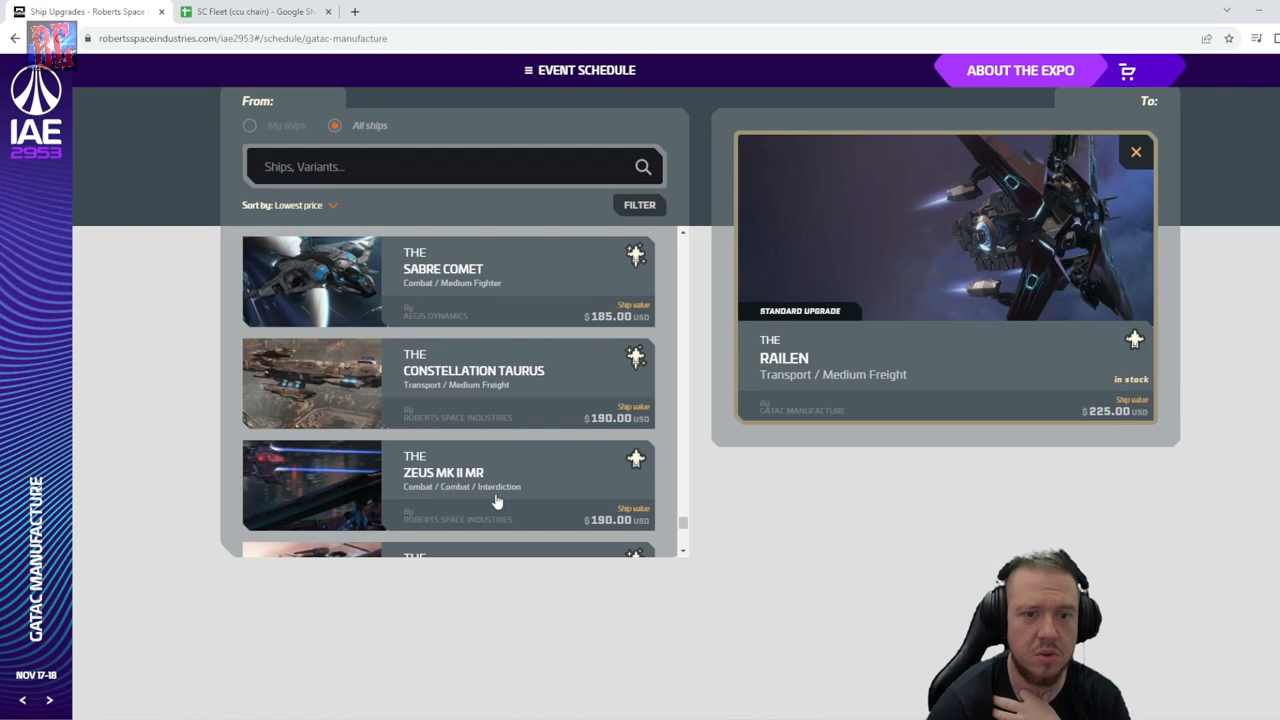 Ship Upgrades - Roberts Space
SC Fleet (ccu chain) - Google Sh
robertsspaceindustries.com/iae2953#/schedule/gatac-manufacture
RG
IAE
2953
EVENT SCHEDULE
ABOUT THE EXPO
From:
My ships
All ships
Ships, Variants...
Sort by: Lowest price
FILTER
THE
SABRE COMET
Combat / Medium Fighter
By
AEGIS DYNAMICS
Ship value
$ 185.00 USD
THE
CONSTELLATION TAURUS
Transport / Medium Freight
By
ROBERTS SPACE INDUSTRIES
Ship value
$ 190.00 USD
THE
ZEUS MK II MR
Combat / Combat / Interdiction
By
ROBERTS SPACE INDUSTRIES
Ship value
$ 190.00 USD
THE
To:
STANDARD UPGRADE
THE
RAILEN
Transport / Medium Freight
in stock
By
GATAC MANUFACTURE
Ship value
$ 225.00 USD
GATAC MANUFACTURE
NOV 17-18